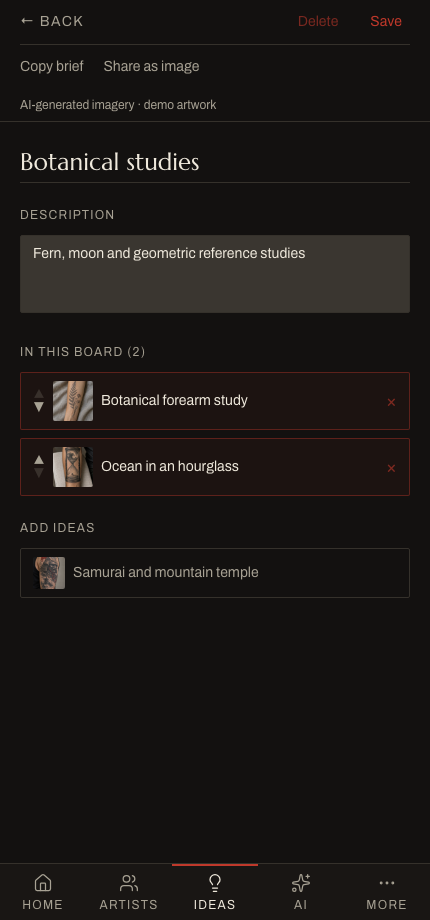 ← BACK
Delete
Save
Copy brief
Share as image
AI-generated imagery · demo artwork
Botanical studies
DESCRIPTION
Fern, moon and geometric reference studies
IN THIS BOARD (2)
Botanical forearm study
×
Ocean in an hourglass
×
ADD IDEAS
Samurai and mountain temple
HOME
ARTISTS
IDEAS
AI
MORE